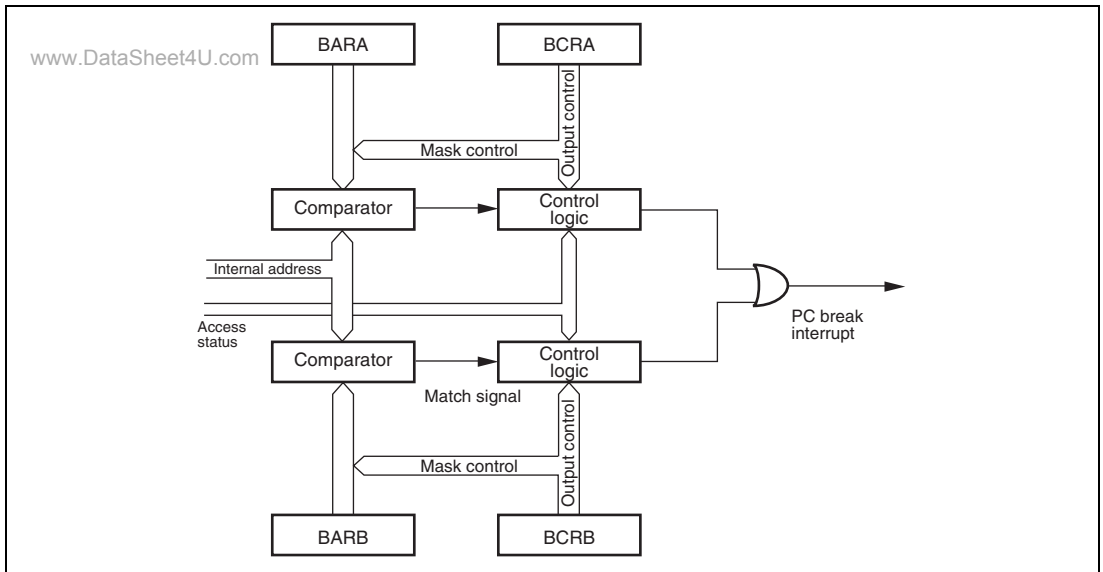 www.DataSheet4U.com
BARA
BCRA
Output control
Mask control
Comparator
Control
logic
Internal address
Access
status
PC break
interrupt
Comparator
Control
logic
Match signal
Output control
Mask control
BARB
BCRB